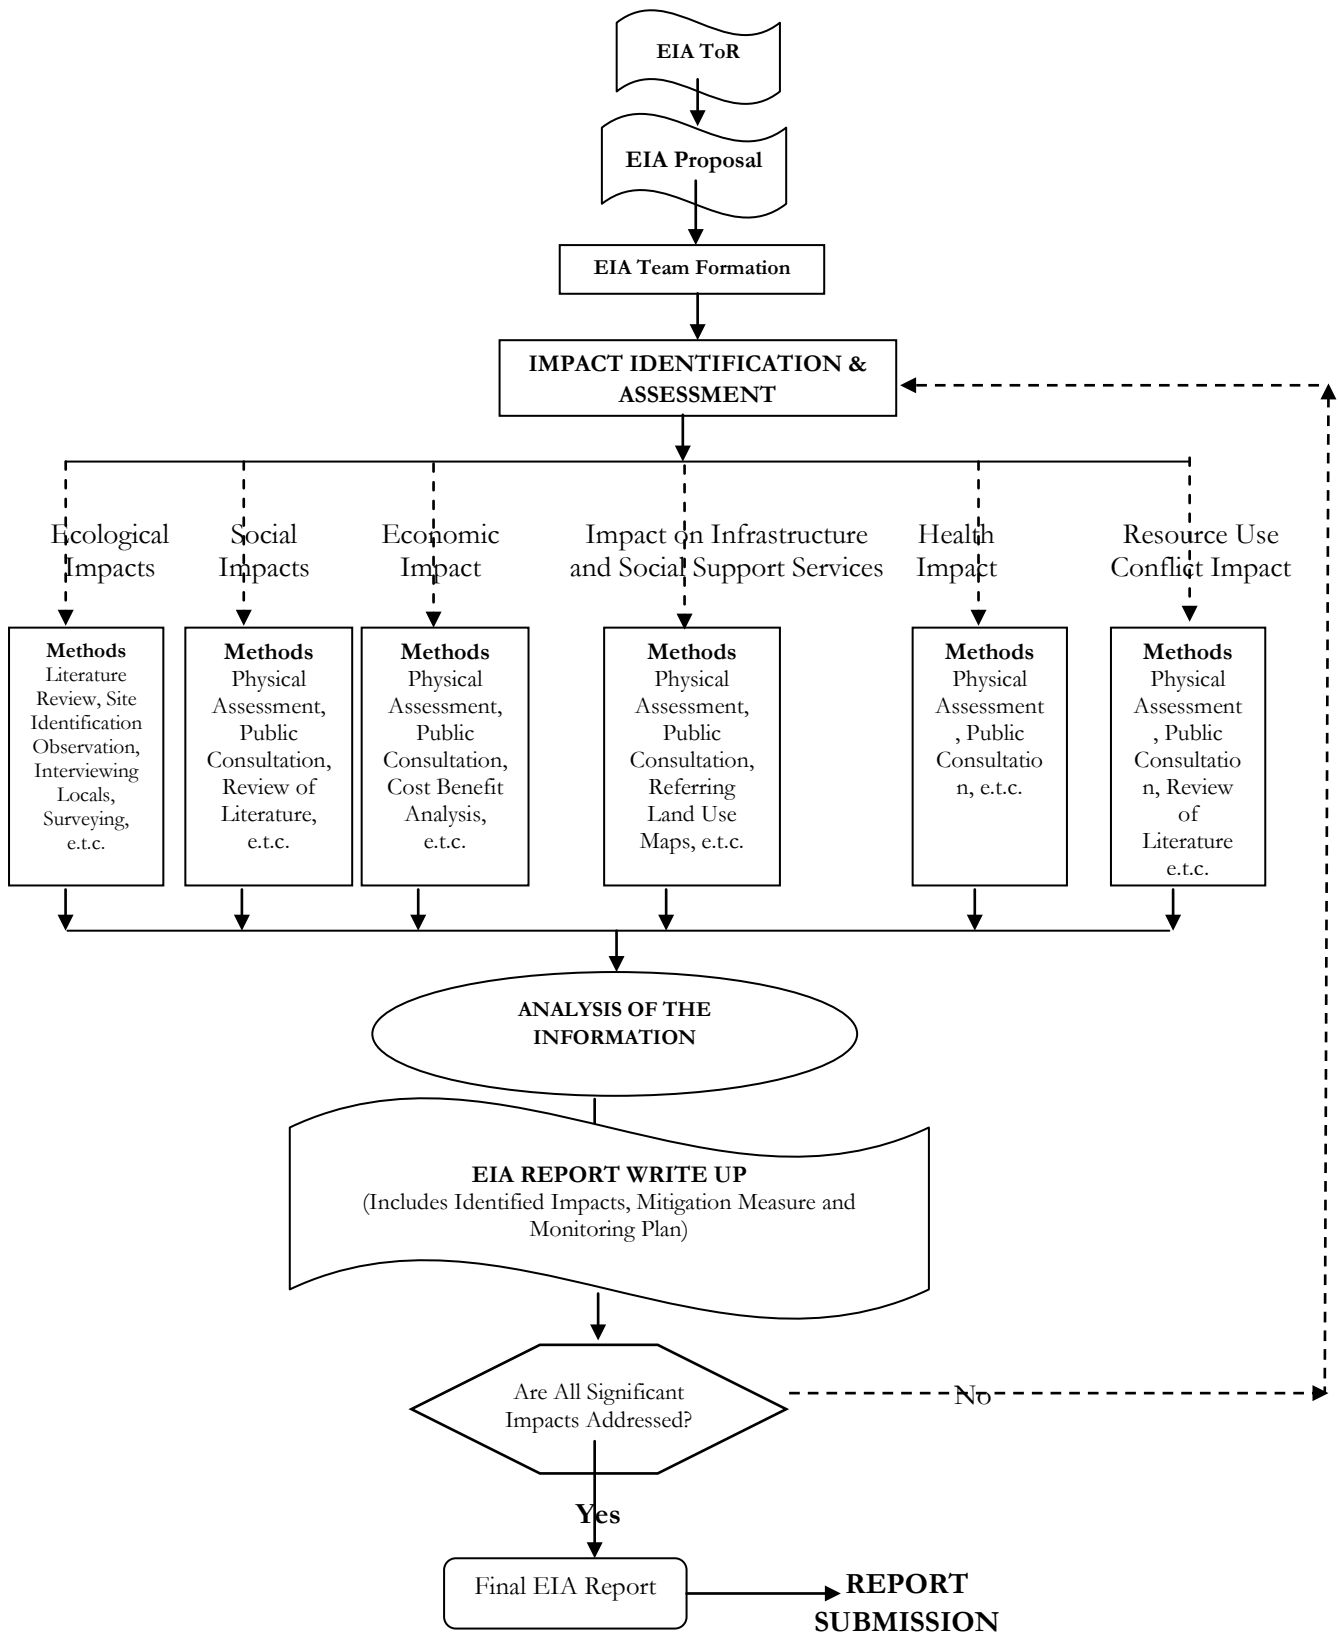 EIA ToR
EIA Proposal
EIA Team Formation
IMPACT IDENTIFICATION &
ASSESSMENT
Ecological
Impacts
Social
Impacts
Economic
Impact
Impact on Infrastructure
and Social Support Services
Health
Impact
Resource Use
Conflict Impact
Methods
Literature
Review, Site
Identification
Observation,
Interviewing
Locals,
Surveying,
e.t.c.
Methods
Physical
Assessment,
Public
Consultation,
Review of
Literature,
e.t.c.
Methods
Physical
Assessment,
Public
Consultation,
Cost Benefit
Analysis,
e.t.c.
Methods
Physical
Assessment,
Public
Consultation,
Referring
Land Use
Maps, e.t.c.
Methods
Physical
Assessment
, Public
Consultatio
n, e.t.c.
Methods
Physical
Assessment
, Public
Consultatio
n, Review
of
Literature
e.t.c.
ANALYSIS OF THE
INFORMATION
EIA REPORT WRITE UP
(Includes Identified Impacts, Mitigation Measure and
Monitoring Plan)
Are All Significant
Impacts Addressed?
No
Yes
Final EIA Report
REPORT
SUBMISSION